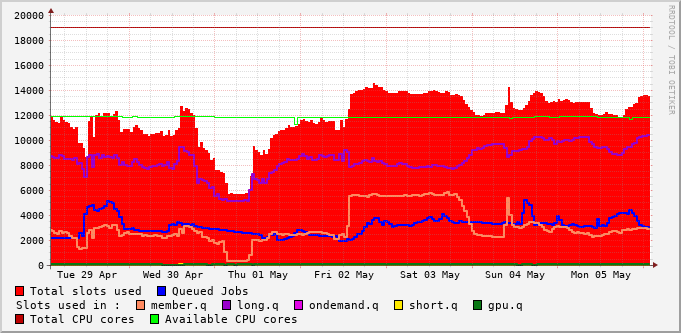 RRDTOOL / TOBI OETIKER
20000
18000
16000
14000
12000
10000
8000
6000
4000
2000
0
Tue 29 Apr Wed 30 Apr Thu 01 May Fri 02 May Sat 03 May Sun 04 May Mon 05 May
Total slots used Queued Jobs
Slots used in : member.q long.q ondemand.q short.q gpu.q
Total CPU cores Available CPU cores